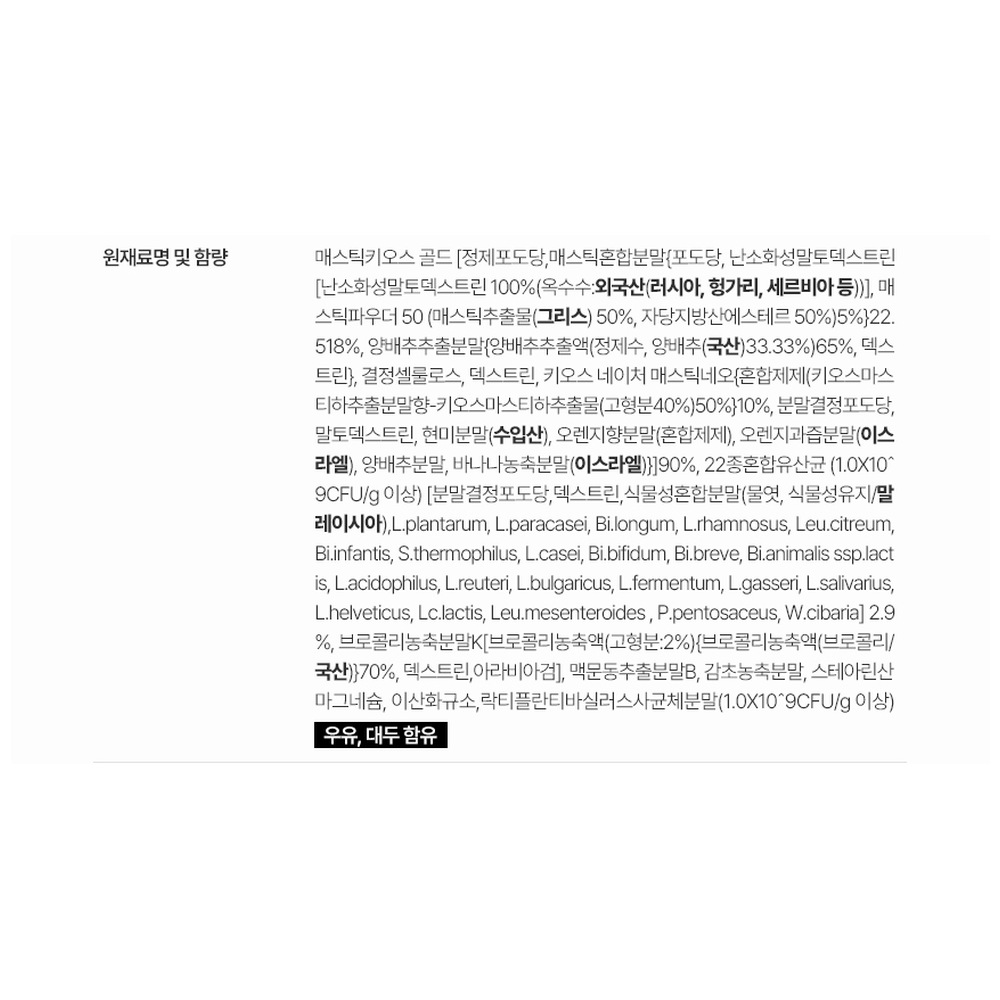 원재료명 및 함량
매스틱키오스 골드 [정제포도당,매스틱혼합분말{포도당, 난소화성말토덱스트린
[난소화성말토덱스트린 100%(옥수수:외국산(러시아, 헝가리, 세르비아 등))], 매
스틱파우더 50 (매스틱추출물(그리스) 50%, 자당지방산에스테르 50%)5%}22.
518%, 양배추추출분말{양배추추출액(정제수, 양배추(국산)33.33%)65%, 덱스
트린}, 결정셀룰로스, 덱스트린, 키오스 네이처 매스틱네오{혼합제제(키오스마스
티하추출분말향-키오스마스티하추출물(고형분40%)50%}10%, 분말결정포도당,
말토덱스트린, 현미분말(수입산), 오렌지향분말(혼합제제), 오렌지과즙분말(이스
라엘), 양배추분말, 바나나농축분말(이스라엘)}]90%, 22종혼합유산균 (1.0X10^
9CFU/g 이상) [분말결정포도당,덱스트린,식물성혼합분말(물엿, 식물성유지/말
레이시아),L.plantarum, L.paracasei, Bi.longum, L.rhamnosus, Leu.citreum,
Bi.infantis, S.thermophilus, L.casei, Bi.bifidum, Bi.breve, Bi.animalis ssp.lact
is, L.acidophilus, L.reuteri, L.bulgaricus, L.fermentum, L.gasseri, L.salivarius,
L.helveticus, Lc.lactis, Leu.mesenteroides , P.pentosaceus, W.cibaria] 2.9
%, 브로콜리농축분말K[브로콜리농축액(고형분:2%){브로콜리농축액(브로콜리/
국산)}70%, 덱스트린,아라비아검], 맥문동추출분말B, 감초농축분말, 스테아린산
마그네슘, 이산화규소,락티플란티바실러스사균체분말(1.0X10^9CFU/g 이상)
우유, 대두 함유